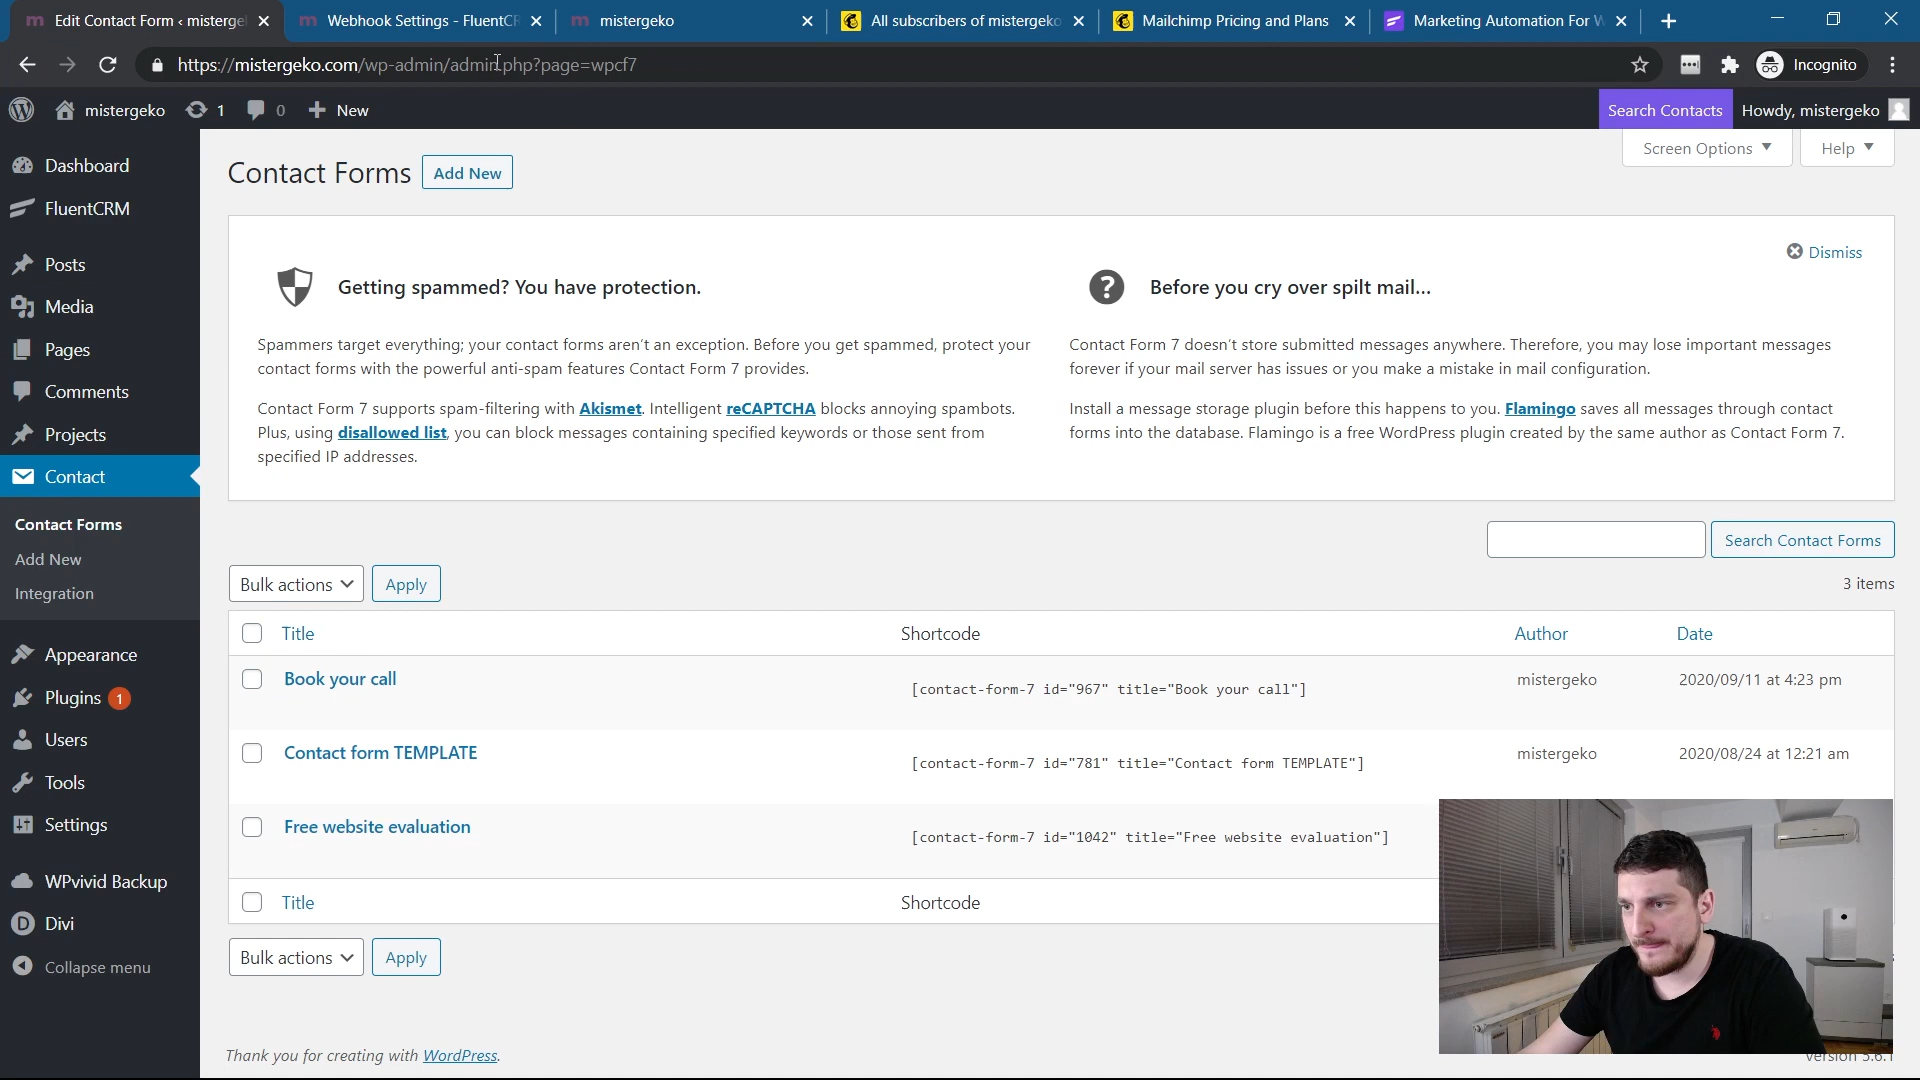 Edit Contact Form ‹ misterge
Webhook Settings - FluentCR
mistergeko
All subscribers of mistergeko
Mailchimp Pricing and Plans
Marketing Automation For W
https://mistergeko.com/wp-admin/admin.php?page=wpcf7
Incognito
mistergeko
1
0
New
Search Contacts
Howdy, mistergeko
Dashboard
FluentCRM
Posts
Media
Pages
Comments
Projects
Contact
Contact Forms
Add New
Integration
Appearance
Plugins 1
Users
Tools
Settings
WPvivid Backup
Divi
Collapse menu
Screen Options
Help
Contact Forms
Add New
Dismiss
Getting spammed? You have protection.
Spammers target everything; your contact forms aren't an exception. Before you get spammed, protect your
contact forms with the powerful anti-spam features Contact Form 7 provides.
Contact Form 7 supports spam-filtering with Akismet. Intelligent reCAPTCHA blocks annoying spambots.
Plus, using disallowed list, you can block messages containing specified keywords or those sent from
specified IP addresses.
Before you cry over spilt mail…
Contact Form 7 doesn't store submitted messages anywhere. Therefore, you may lose important messages
forever if your mail server has issues or you make a mistake in mail configuration.
Install a message storage plugin before this happens to you. Flamingo saves all messages through contact
forms into the database. Flamingo is a free WordPress plugin created by the same author as Contact Form 7.
Search Contact Forms
Bulk actions
Apply
3 items
Title
Shortcode
Author
Date
Book your call
[contact-form-7 id="967" title="Book your call"]
mistergeko
2020/09/11 at 4:23 pm
Contact form TEMPLATE
[contact-form-7 id="781" title="Contact form TEMPLATE"]
mistergeko
2020/08/24 at 12:21 am
Free website evaluation
[contact-form-7 id="1042" title="Free website evaluation"]
Title
Shortcode
Bulk actions
Apply
Thank you for creating with WordPress.
Version 5.6.1